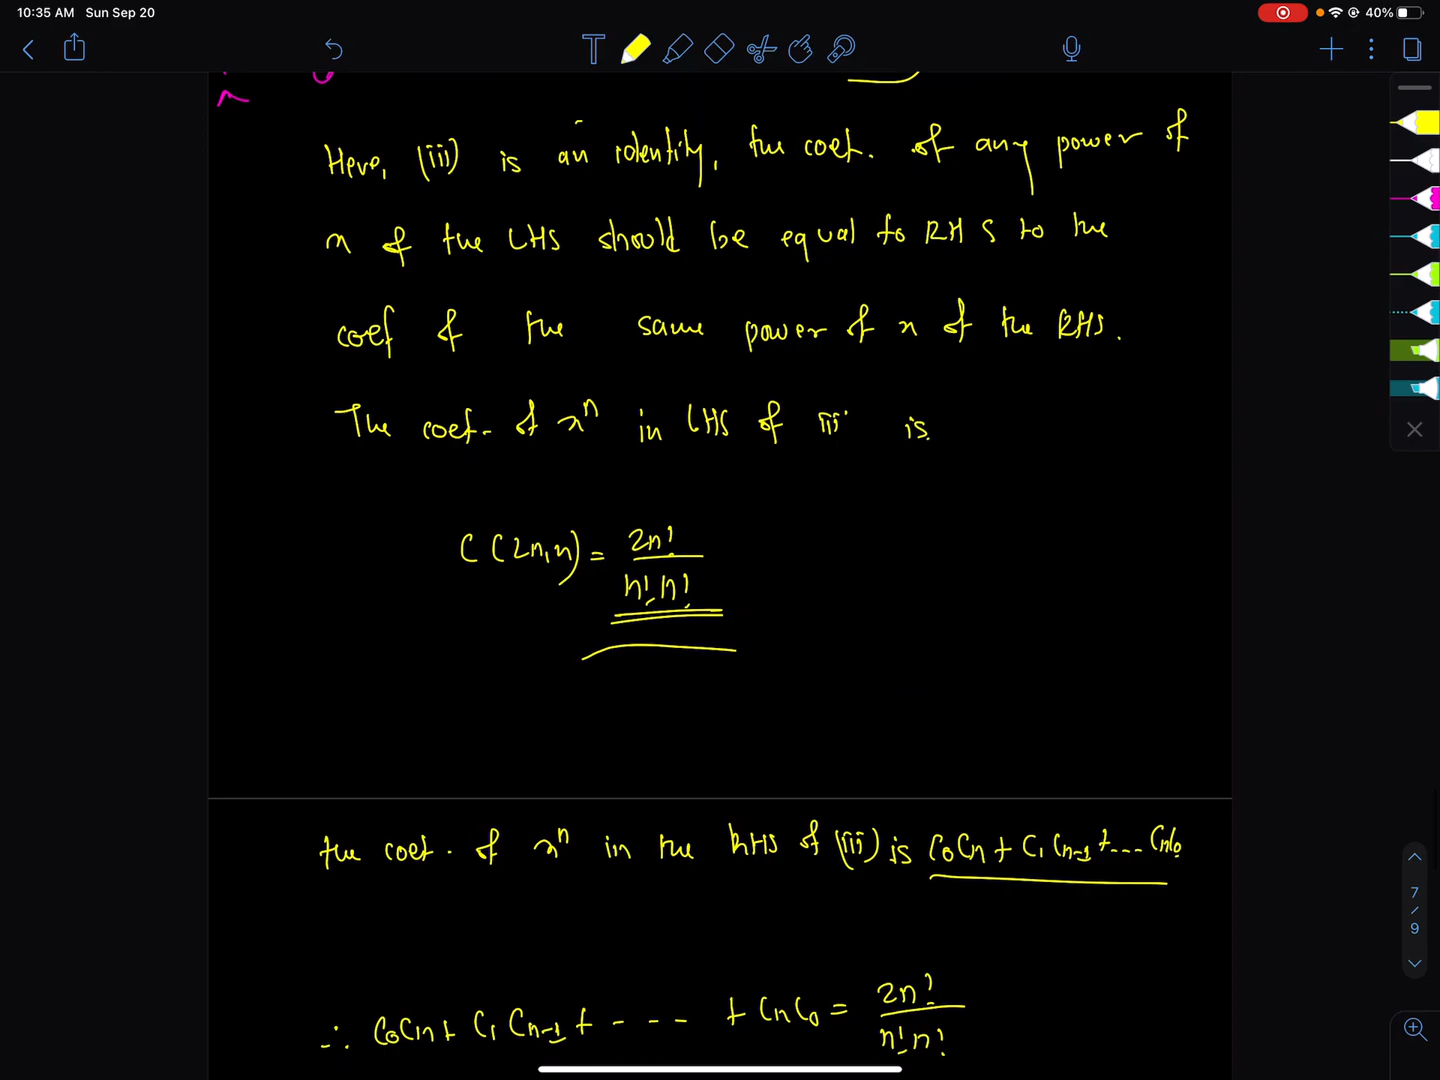 10:35 AM Sun Sep 20
40%
Here, (iii) is an identity, the coef. of any power of
x of the LHS should be equal to RHS to the
coef of the same power of x of the RHS.
The coef. of xⁿ in LHS of iii is.
C(2n,n) = 2n! / n!.n!
the coef. of xⁿ in the RHS of (iii) is C₀Cₙ + C₁Cₙ₋₁ +... CₙC₀
∴ C₀Cₙ + C₁Cₙ₋₁ + - - - + CₙC₀ = 2n! / n!n!
7 / 9